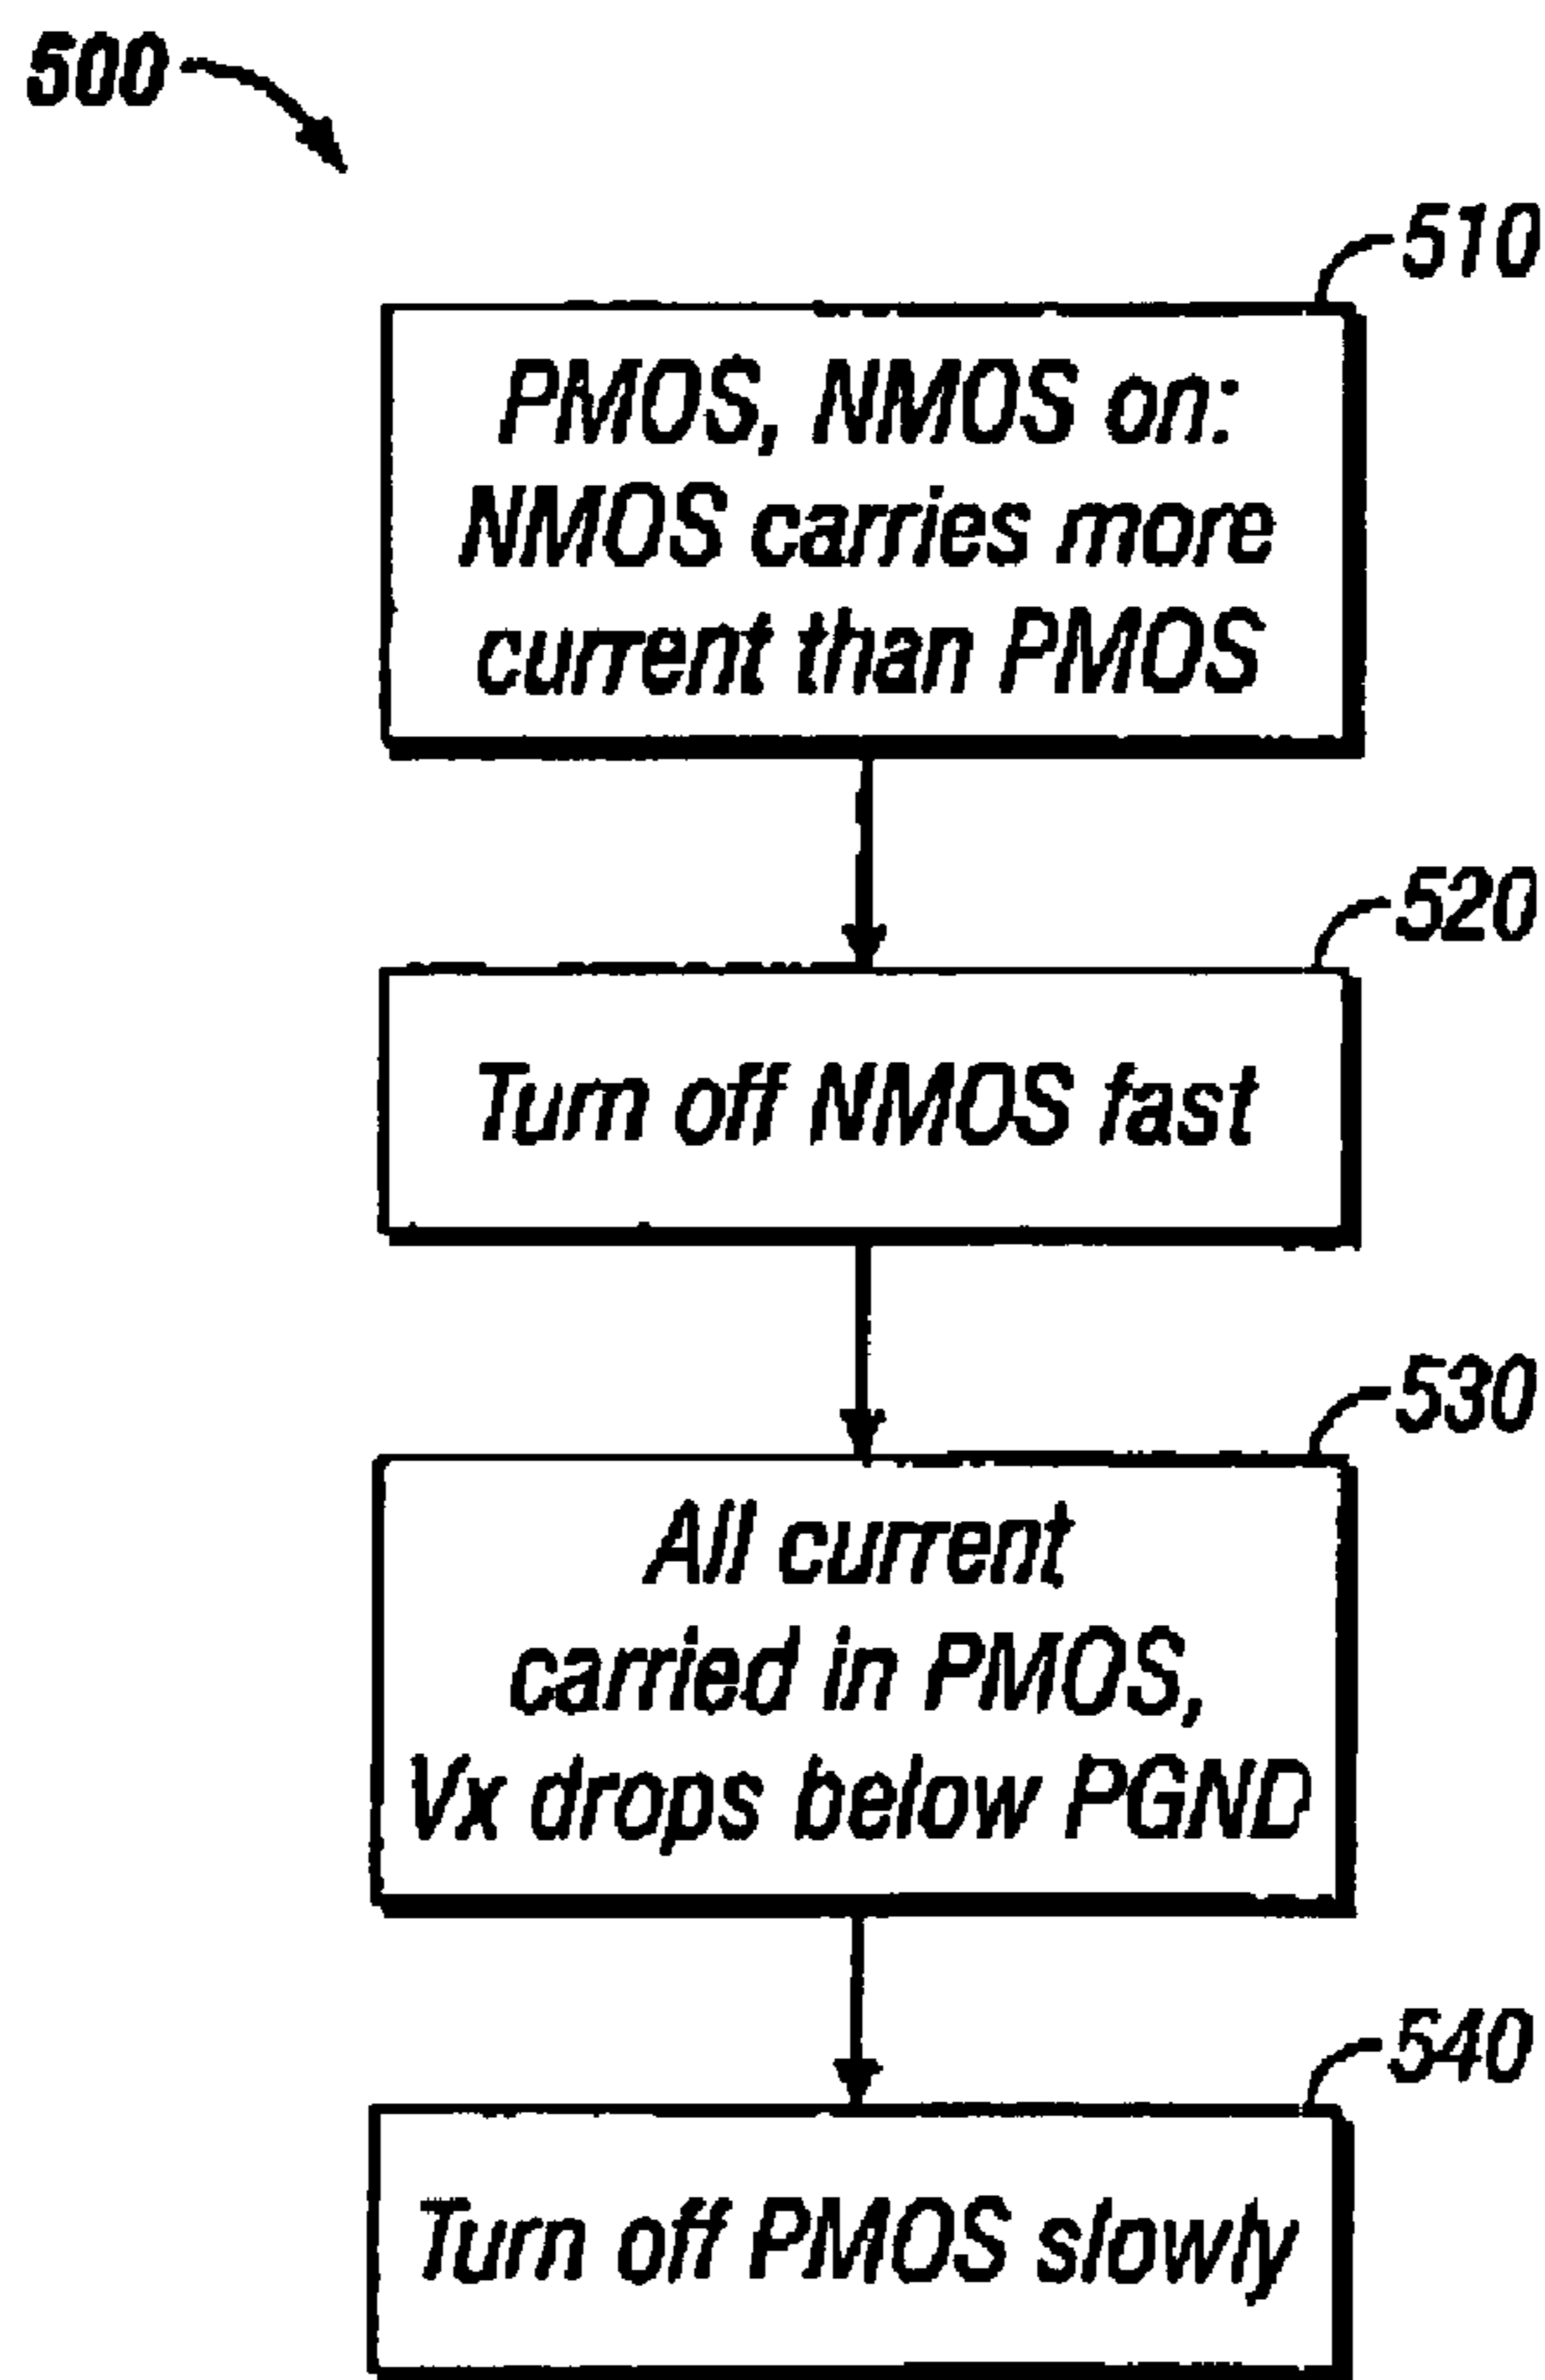 500
510
PMOS, NMOS on:
NMOS carries more
current than PMOS
520
Turn off NMOS fast
530
All current
carried in PMOS,
Vx drops below PGND
540
Turn off PMOS slowly